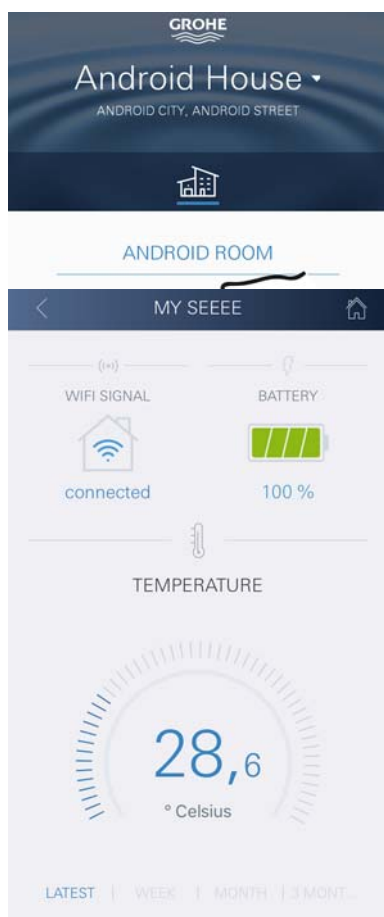 GROHE
Android House
ANDROID CITY, ANDROID STREET
ANDROID ROOM
MY SEEEE
WIFI SIGNAL BATTERY
connected 100 %
TEMPERATURE
28,6
° Celsius
LATEST | WEEK | MONTH | 3 MONT...